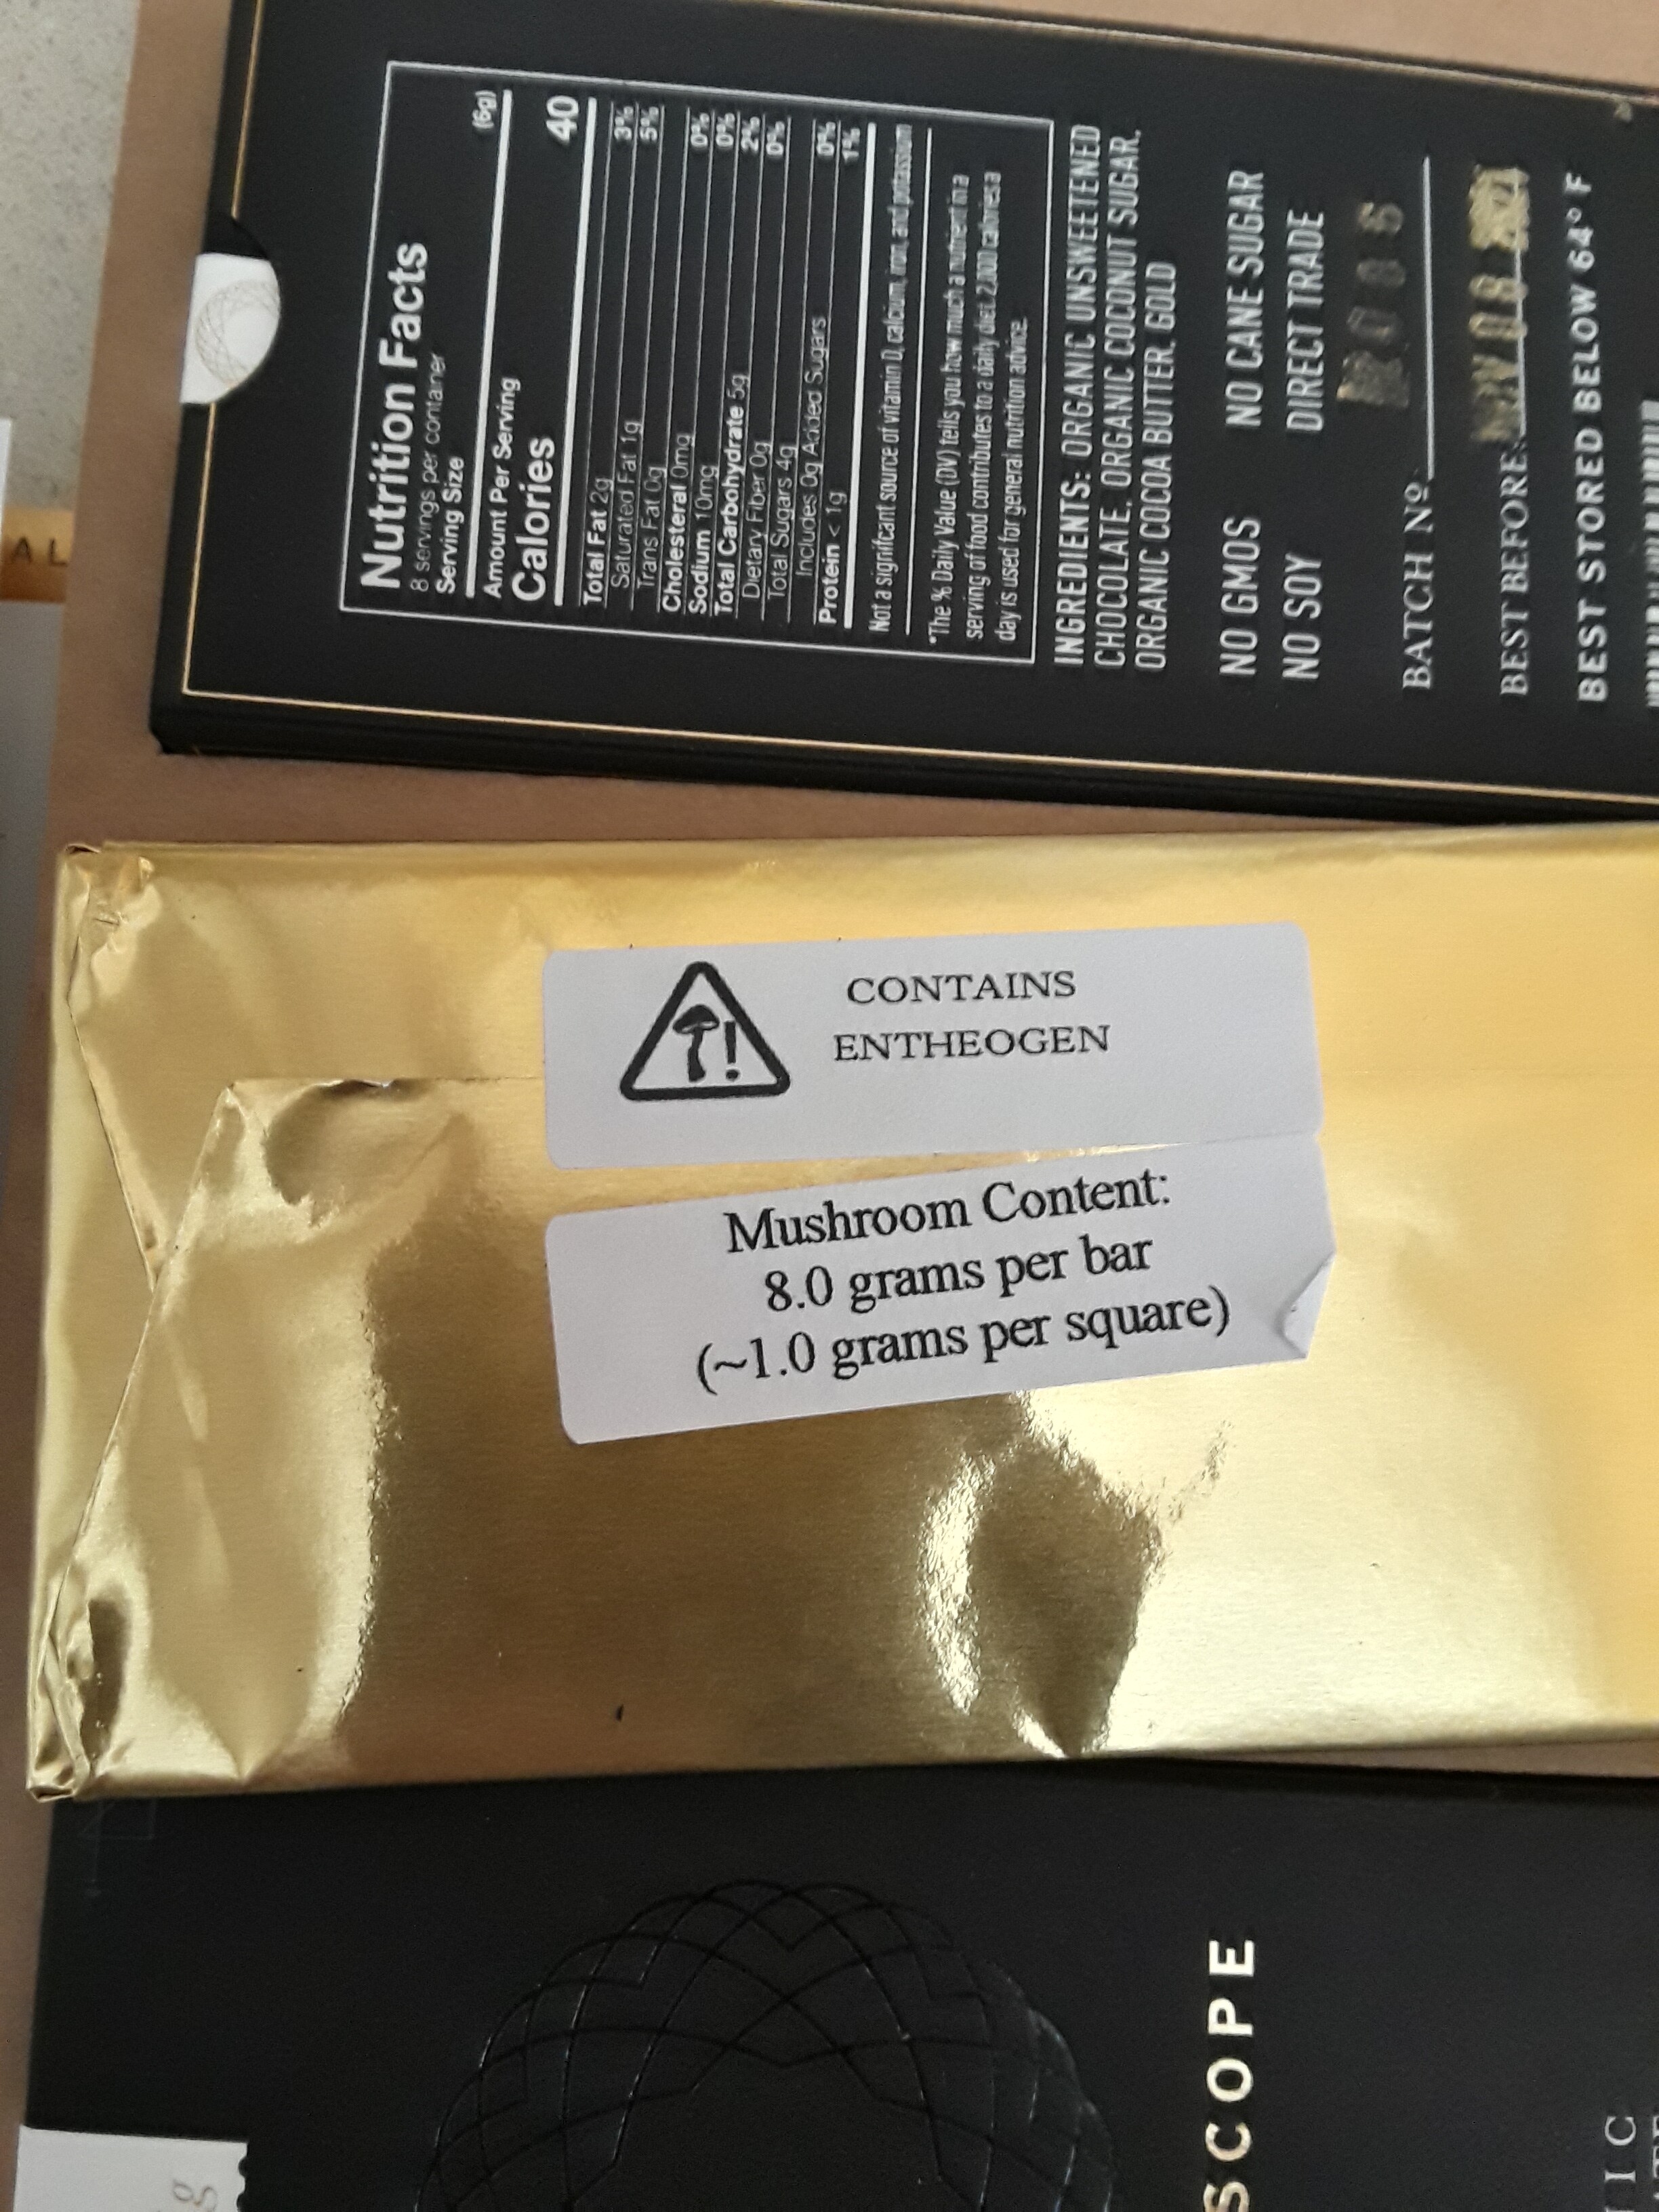 Nutrition Facts
8 servings per container
Serving Size (6g)
Amount Per Serving
Calories 40
Total Fat 2g 3%
Saturated Fat 1g 5%
Trans Fat 0g
Cholesteral 0mg 0%
Sodium 10mg 0%
Total Carbohydrate 5g 2%
Dietary Fiber 0g 0%
Total Sugars 4g
Includes 0g Added Sugars 0%
Protein < 1g 1%
Not a significant source of vitamin D, calcium, iron, and potassium
*The % Daily Value (DV) tells you how much a nutrient in a
serving of food contributes to a daily diet. 2,000 calories a
day is used for general nutrition advice.
INGREDIENTS: ORGANIC UNSWEETENED
CHOCOLATE, ORGANIC COCONUT SUGAR,
ORGANIC COCOA BUTTER, GOLD
NO GMOS NO CANE SUGAR
NO SOY DIRECT TRADE
BATCH Nº
BEST BEFORE:
BEST STORED BELOW 64° F
CONTAINS
ENTHEOGEN
Mushroom Content:
8.0 grams per bar
(~1.0 grams per square)
SCOPE